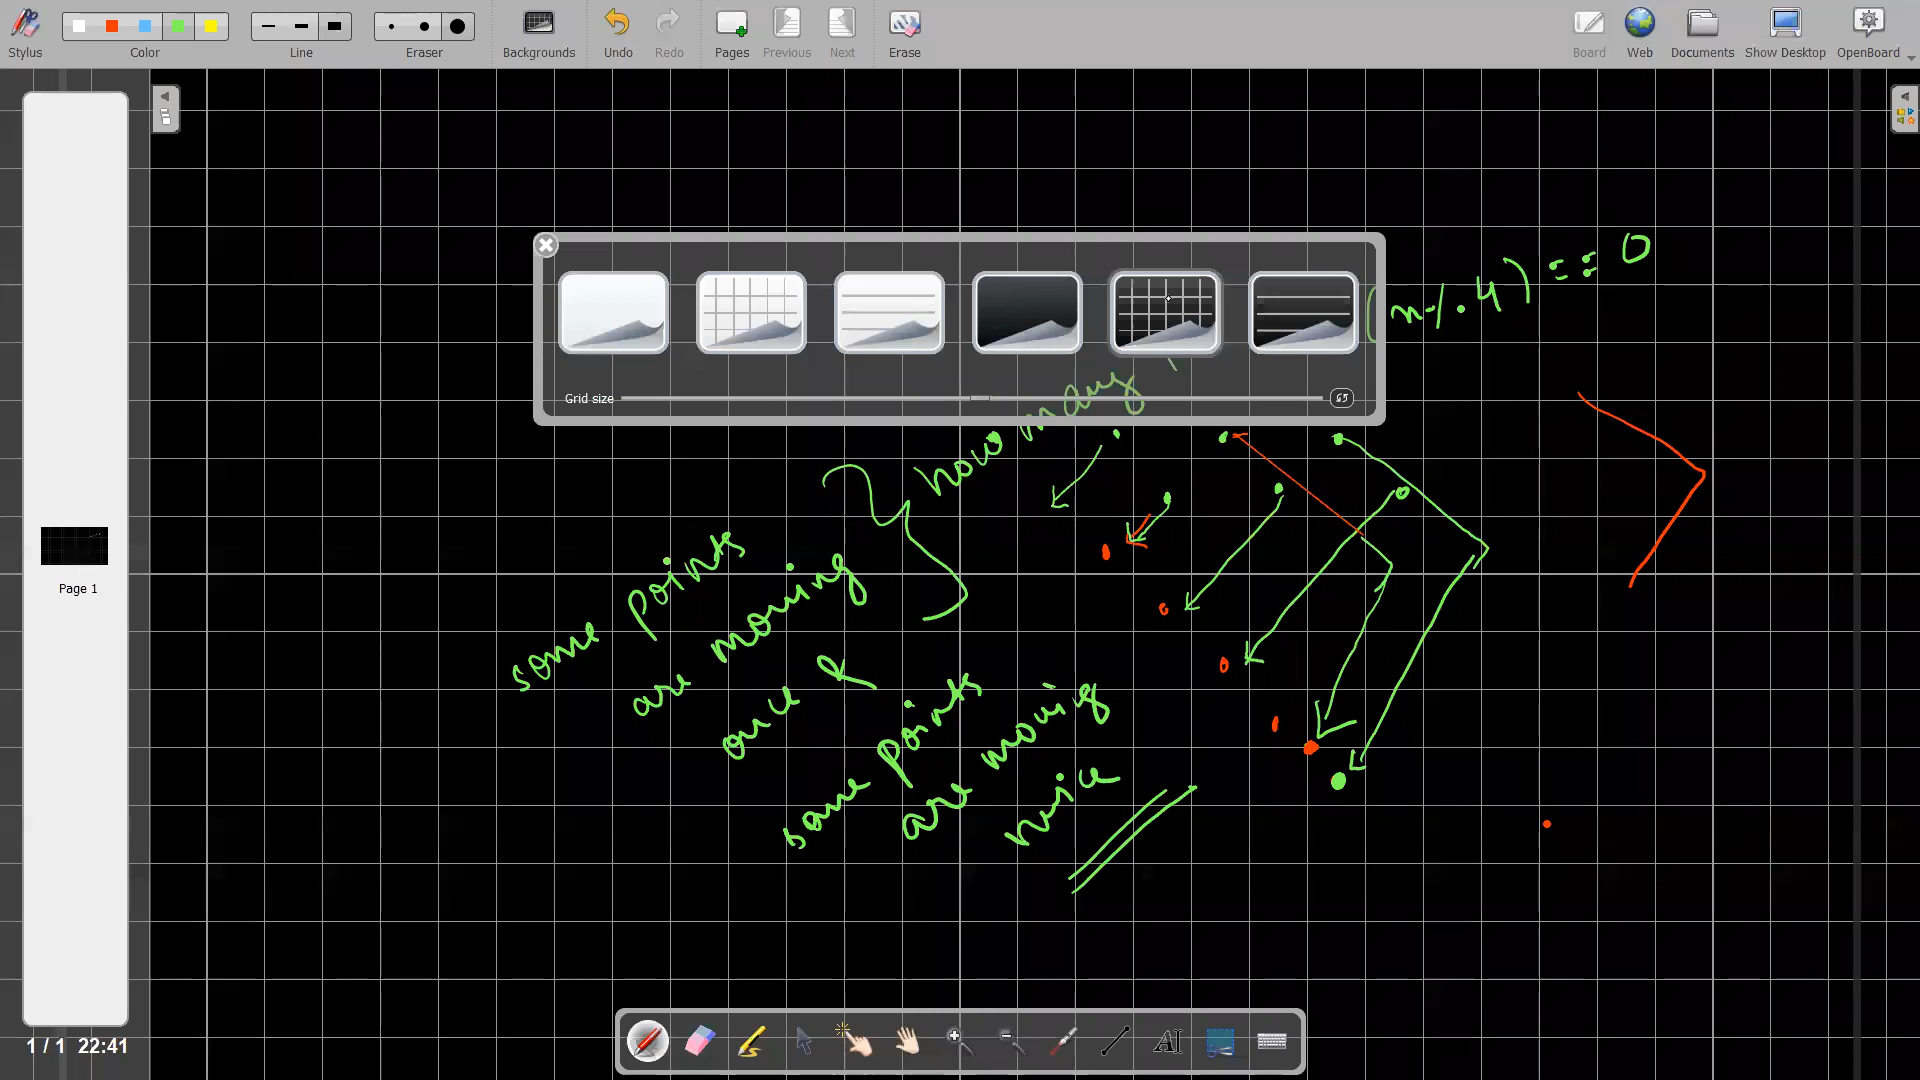 Stylus
Color
Line
Eraser
Backgrounds
Undo
Redo
Pages
Previous
Next
Erase
Board
Web
Documents
Show Desktop
OpenBoard
n % 4) == 0
Grid size
how many
some points
are moving
once &
some points
are moving
twice
Page 1
1 / 1 22:41
AI